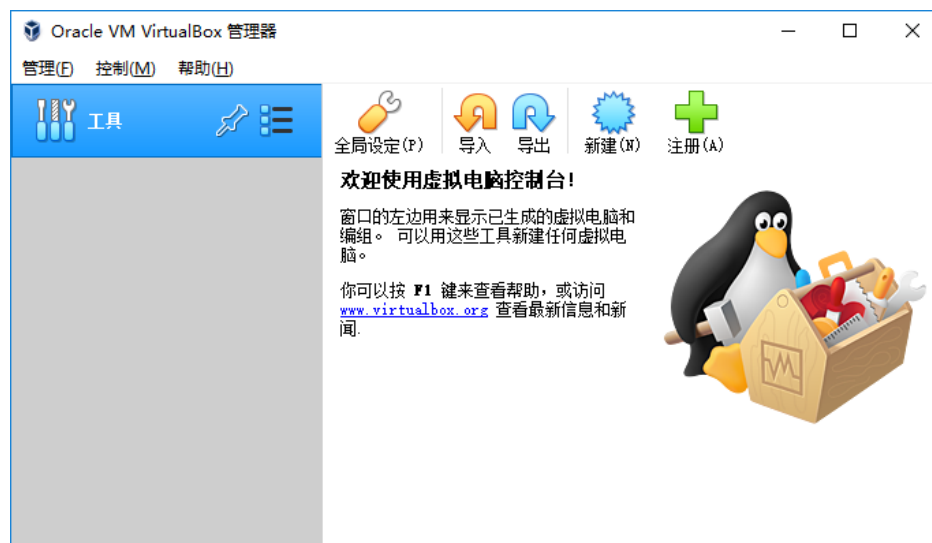 Oracle VM VirtualBox 管理器
管理(F) 控制(M) 帮助(H)
工具
全局设定(P) 导入 导出 新建(N) 注册(A)
欢迎使用虚拟电脑控制台!
窗口的左边用来显示已生成的虚拟电脑和
编组。 可以用这些工具新建任何虚拟电
脑。
你可以按 F1 键来查看帮助，或访问
www.virtualbox.org 查看最新信息和新
闻.